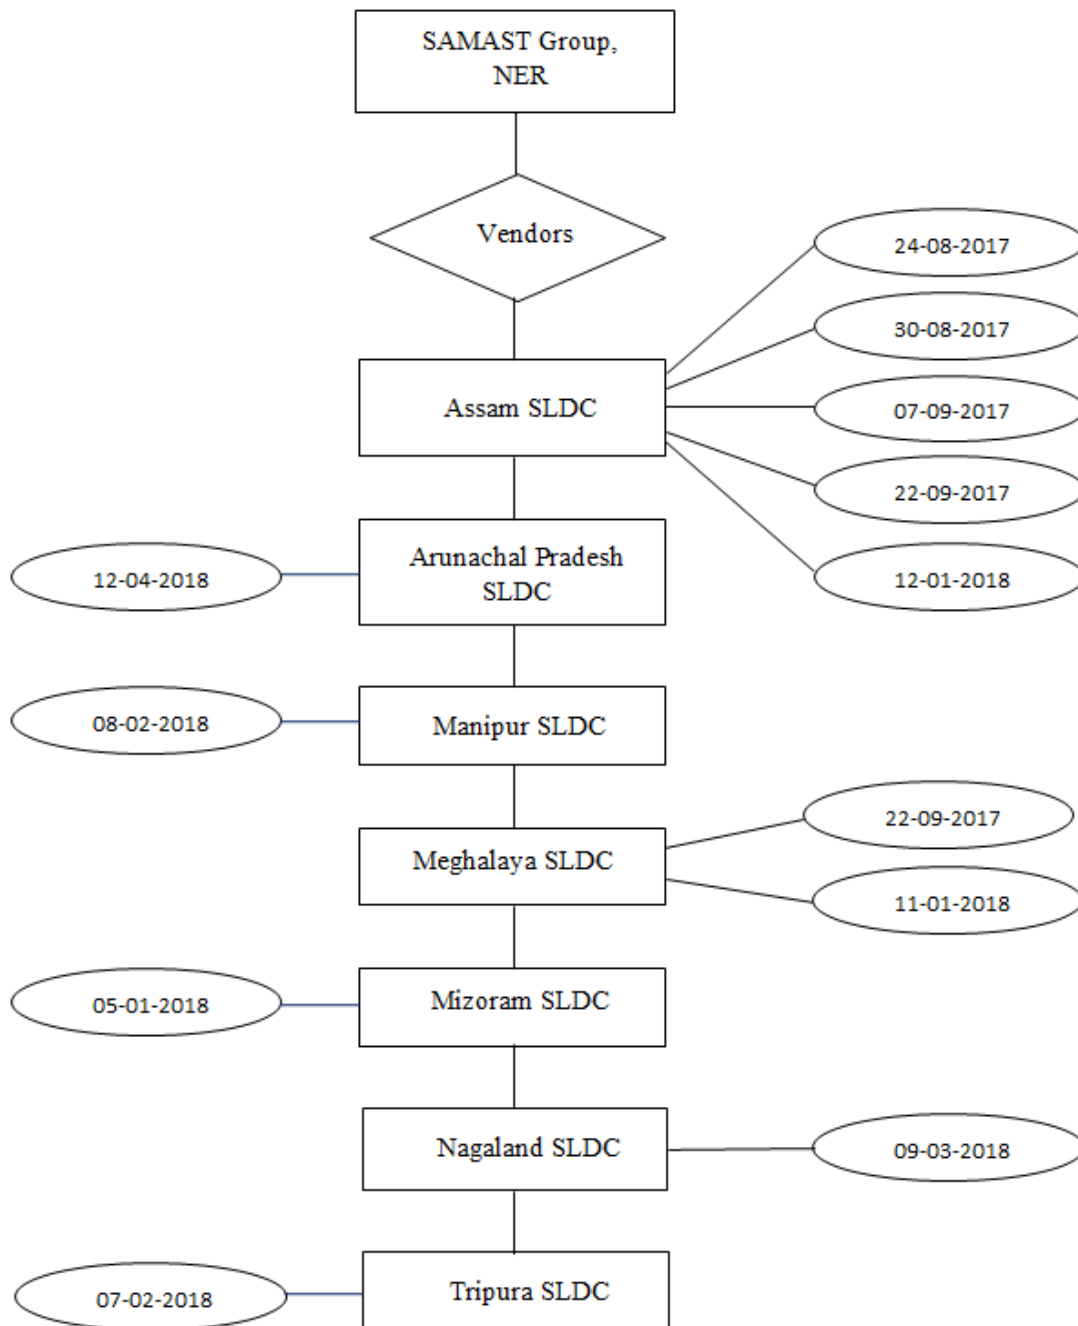 SAMAST Group,
NER
Vendors
24-08-2017
30-08-2017
Assam SLDC
07-09-2017
22-09-2017
Arunachal Pradesh
SLDC
12-04-2018
12-01-2018
08-02-2018
Manipur SLDC
22-09-2017
Meghalaya SLDC
11-01-2018
05-01-2018
Mizoram SLDC
Nagaland SLDC
09-03-2018
07-02-2018
Tripura SLDC